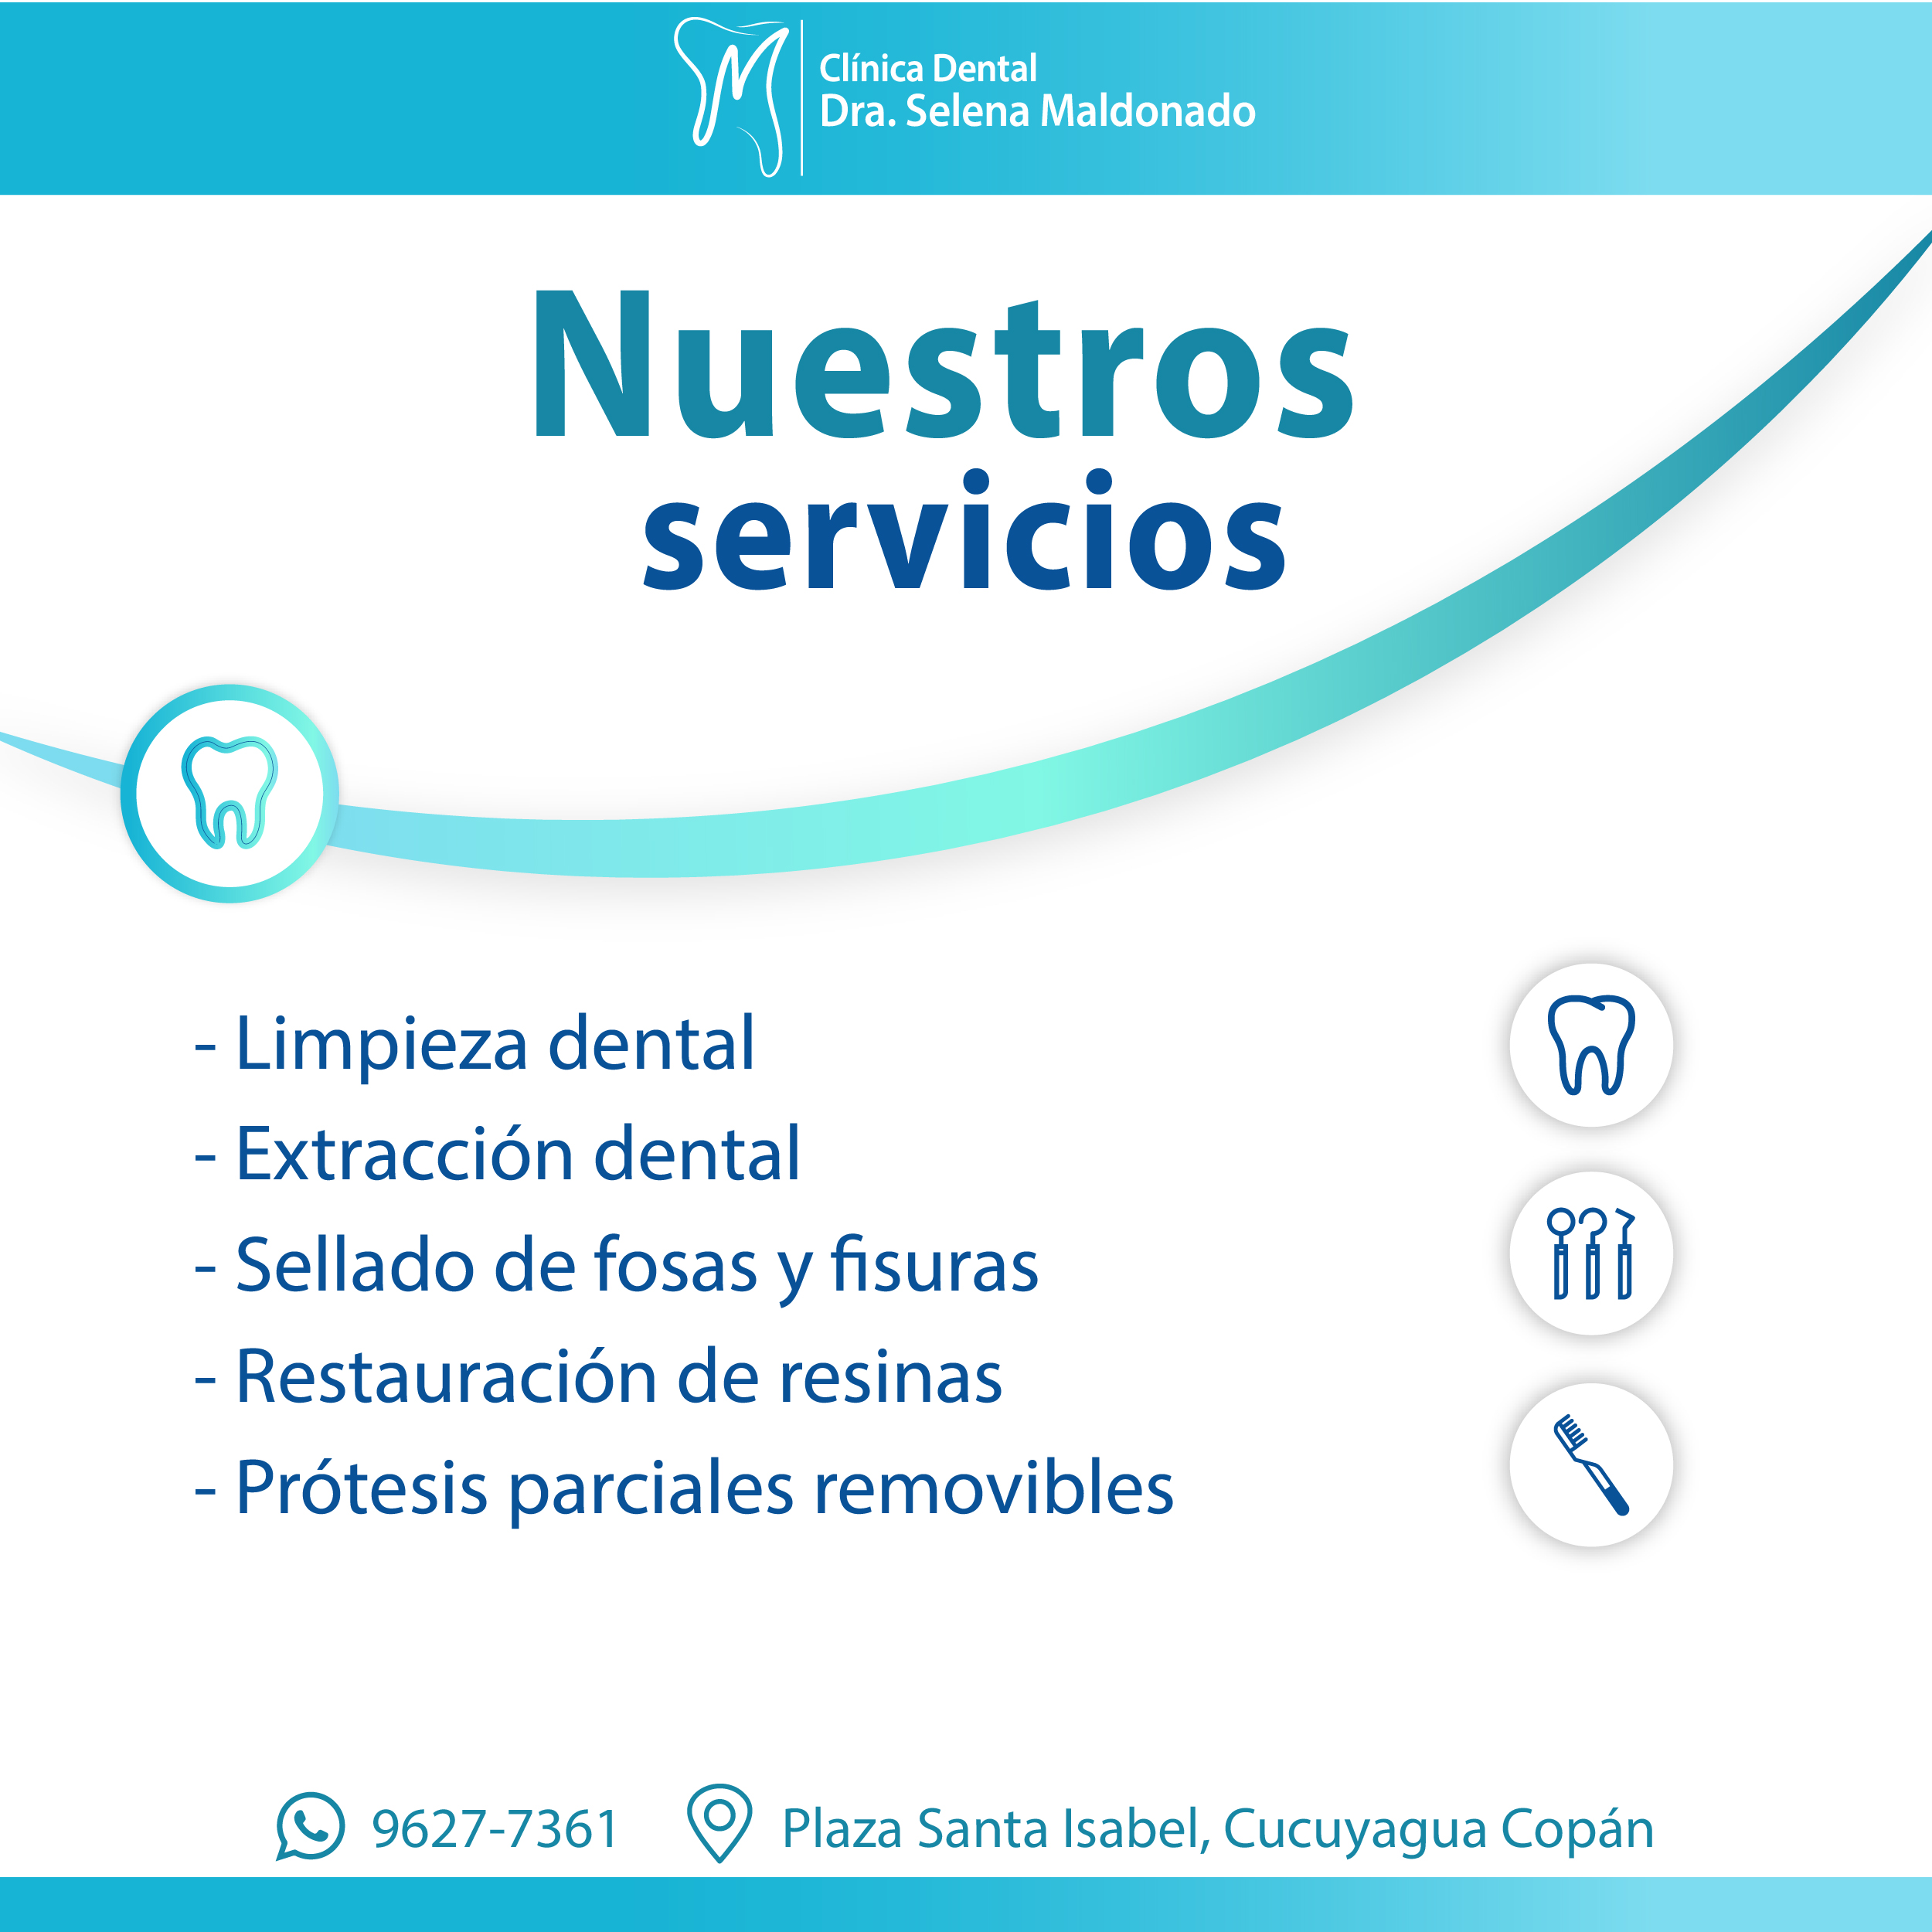 Clínica Dental
Dra. Selena Maldonado
Nuestros
servicios
- Limpieza dental
- Extracción dental
- Sellado de fosas y fisuras
- Restauración de resinas
- Prótesis parciales removibles
9627-7361
Plaza Santa Isabel, Cucuyagua Copán